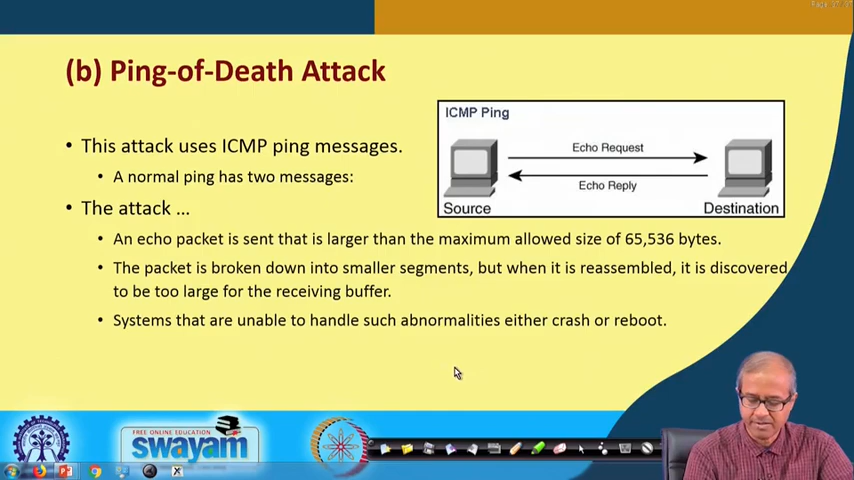 (b) Ping-of-Death Attack
• This attack uses ICMP ping messages.
• A normal ping has two messages:
• The attack ...
• An echo packet is sent that is larger than the maximum allowed size of 65,536 bytes.
• The packet is broken down into smaller segments, but when it is reassembled, it is discovered
to be too large for the receiving buffer.
• Systems that are unable to handle such abnormalities either crash or reboot.
ICMP Ping
Echo Request
Echo Reply
Source
Destination
FREE ONLINE EDUCATION
swayam